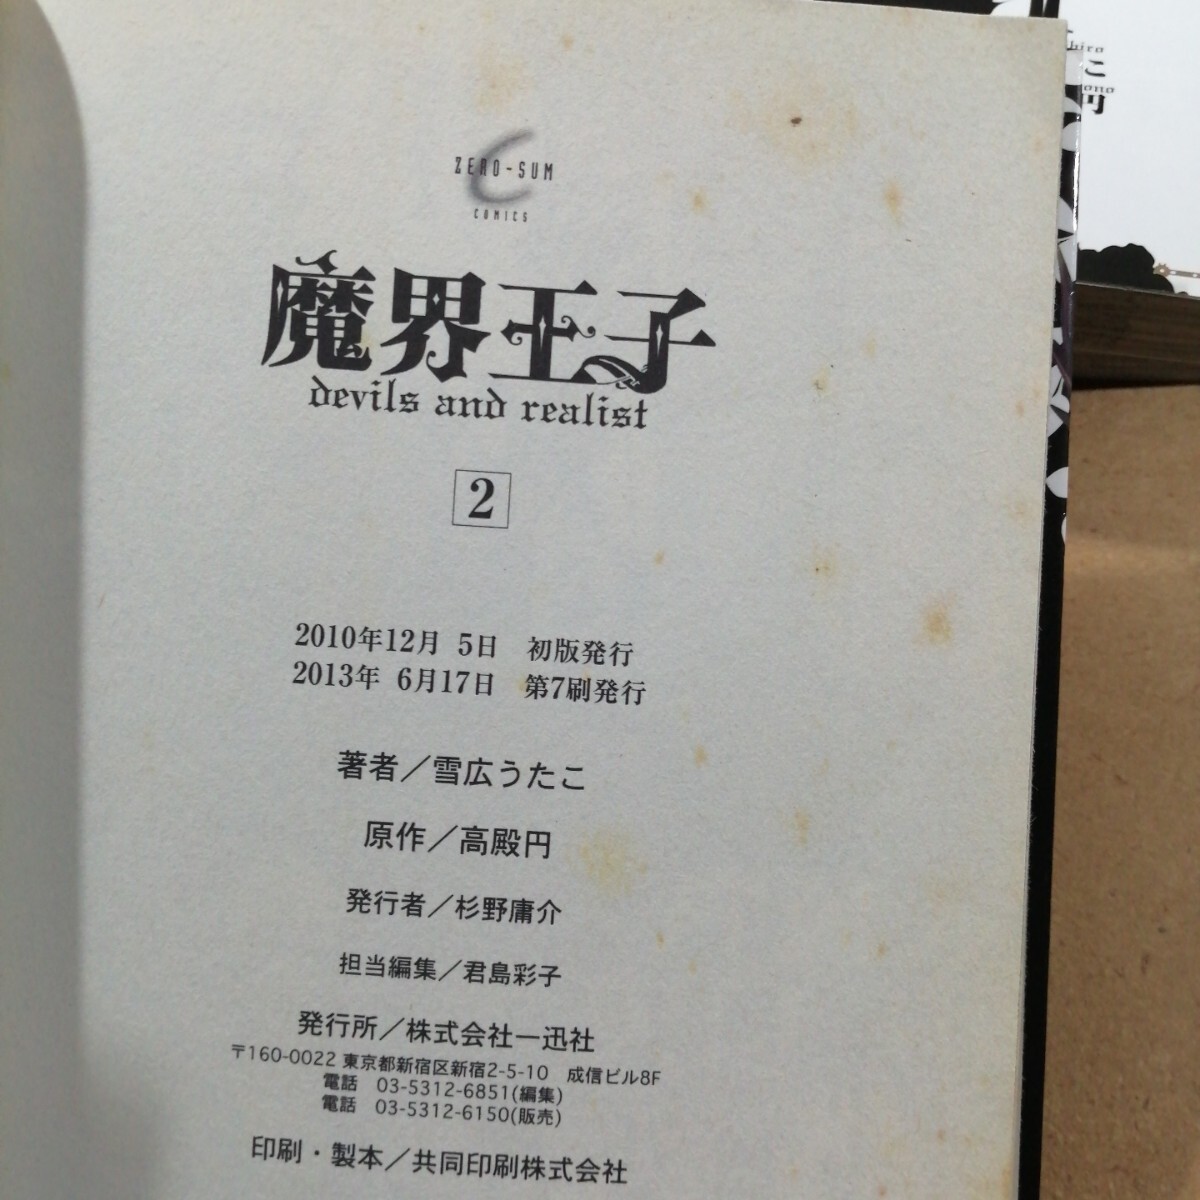 ZERO-SUM
COMICS
魔界王子
devils and realist
2
2010年12月 5日 初版発行
2013年 6月17日 第7刷発行
著者／雪広うたこ
原作／高殿円
発行者／杉野庸介
担当編集／君島彩子
発行所／株式会社一迅社
〒160-0022 東京都新宿区新宿2-5-10 成信ビル8F
電話 03-5312-6851(編集)
電話 03-5312-6150(販売)
印刷・製本／共同印刷株式会社
こ
円